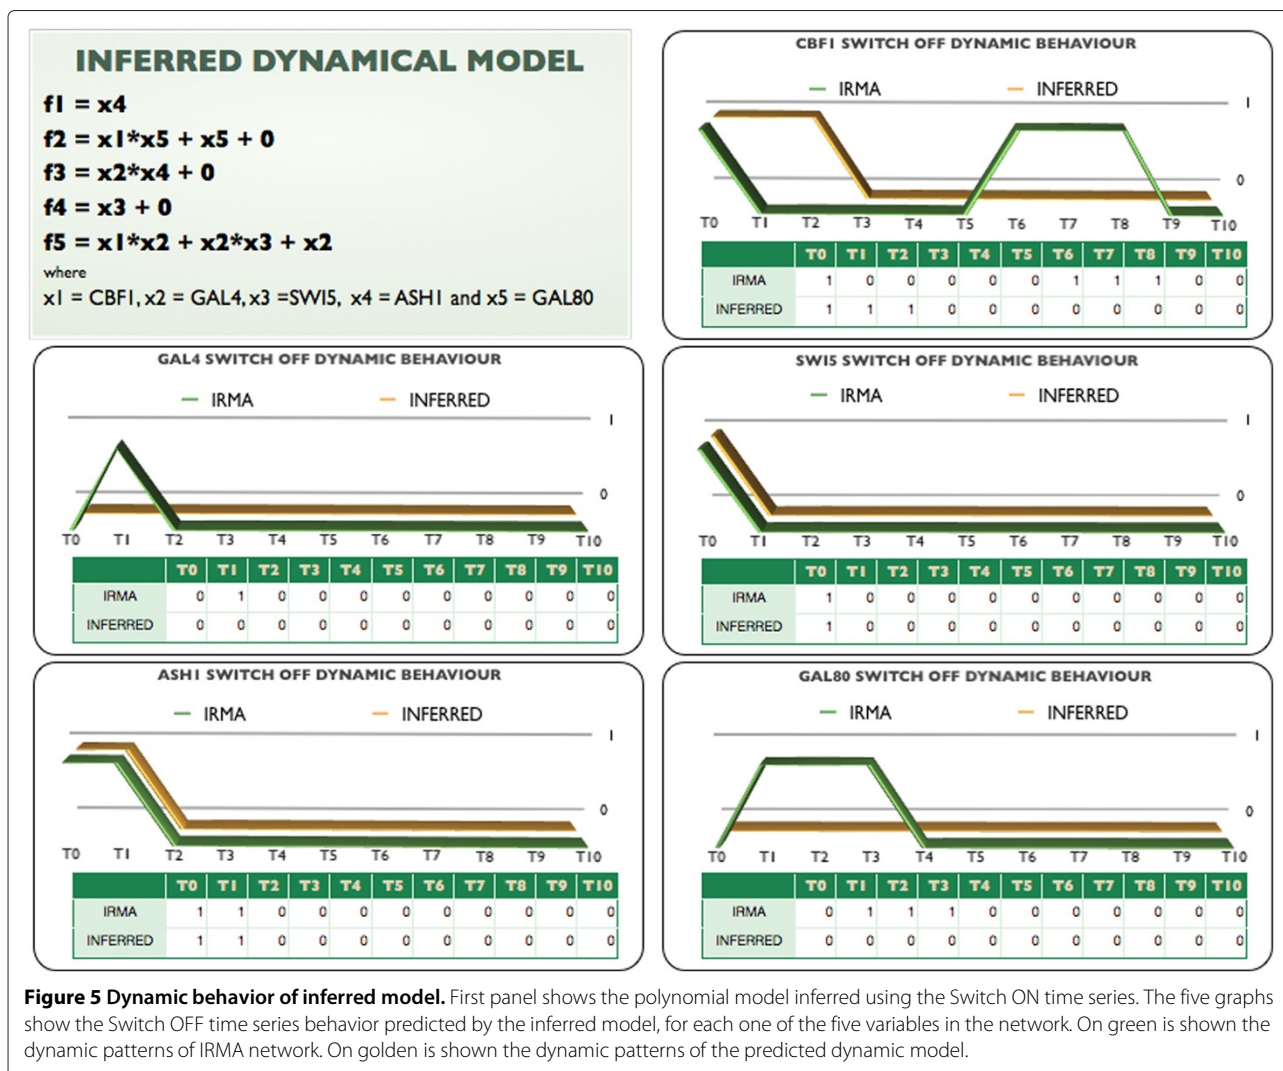 INFERRED DYNAMICAL MODEL
f1 = x4
f2 = x1*x5 + x5 + 0
f3 = x2*x4 + 0
f4 = x3 + 0
f5 = x1*x2 + x2*x3 + x2
where
x1 = CBF1, x2 = GAL4, x3 =SWI5, x4 = ASH1 and x5 = GAL80
CBF1 SWITCH OFF DYNAMIC BEHAVIOUR
IRMA INFERRED
1
0
T0 T1 T2 T3 T4 T5 T6 T7 T8 T9 T10
T0 T1 T2 T3 T4 T5 T6 T7 T8 T9 T10
IRMA 1 0 0 0 0 0 1 1 1 0 0
INFERRED 1 1 1 0 0 0 0 0 0 0 0
GAL4 SWITCH OFF DYNAMIC BEHAVIOUR
IRMA INFERRED
1
0
T0 T1 T2 T3 T4 T5 T6 T7 T8 T9 T10
T0 T1 T2 T3 T4 T5 T6 T7 T8 T9 T10
IRMA 0 1 0 0 0 0 0 0 0 0 0
INFERRED 0 0 0 0 0 0 0 0 0 0 0
SWI5 SWITCH OFF DYNAMIC BEHAVIOUR
IRMA INFERRED
1
0
T0 T1 T2 T3 T4 T5 T6 T7 T8 T9 T10
T0 T1 T2 T3 T4 T5 T6 T7 T8 T9 T10
IRMA 1 0 0 0 0 0 0 0 0 0 0
INFERRED 1 0 0 0 0 0 0 0 0 0 0
ASH1 SWITCH OFF DYNAMIC BEHAVIOUR
IRMA INFERRED
1
0
T0 T1 T2 T3 T4 T5 T6 T7 T8 T9 T10
T0 T1 T2 T3 T4 T5 T6 T7 T8 T9 T10
IRMA 1 1 0 0 0 0 0 0 0 0 0
INFERRED 1 1 0 0 0 0 0 0 0 0 0
GAL80 SWITCH OFF DYNAMIC BEHAVIOUR
IRMA INFERRED
1
0
T0 T1 T2 T3 T4 T5 T6 T7 T8 T9 T10
T0 T1 T2 T3 T4 T5 T6 T7 T8 T9 T10
IRMA 0 1 1 1 0 0 0 0 0 0 0
INFERRED 0 0 0 0 0 0 0 0 0 0 0
Figure 5 Dynamic behavior of inferred model. First panel shows the polynomial model inferred using the Switch ON time series. The five graphs
show the Switch OFF time series behavior predicted by the inferred model, for each one of the five variables in the network. On green is shown the
dynamic patterns of IRMA network. On golden is shown the dynamic patterns of the predicted dynamic model.